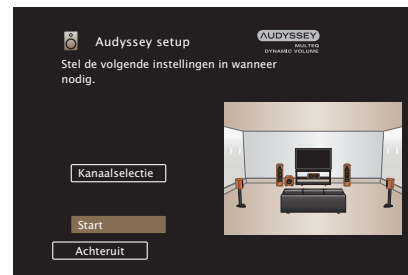 Audyssey setup
AUDYSSEY
MULTEQ
DYNAMIC VOLUME
Stel de volgende instellingen in wanneer
nodig.
Kanaalselectie
Start
Achteruit